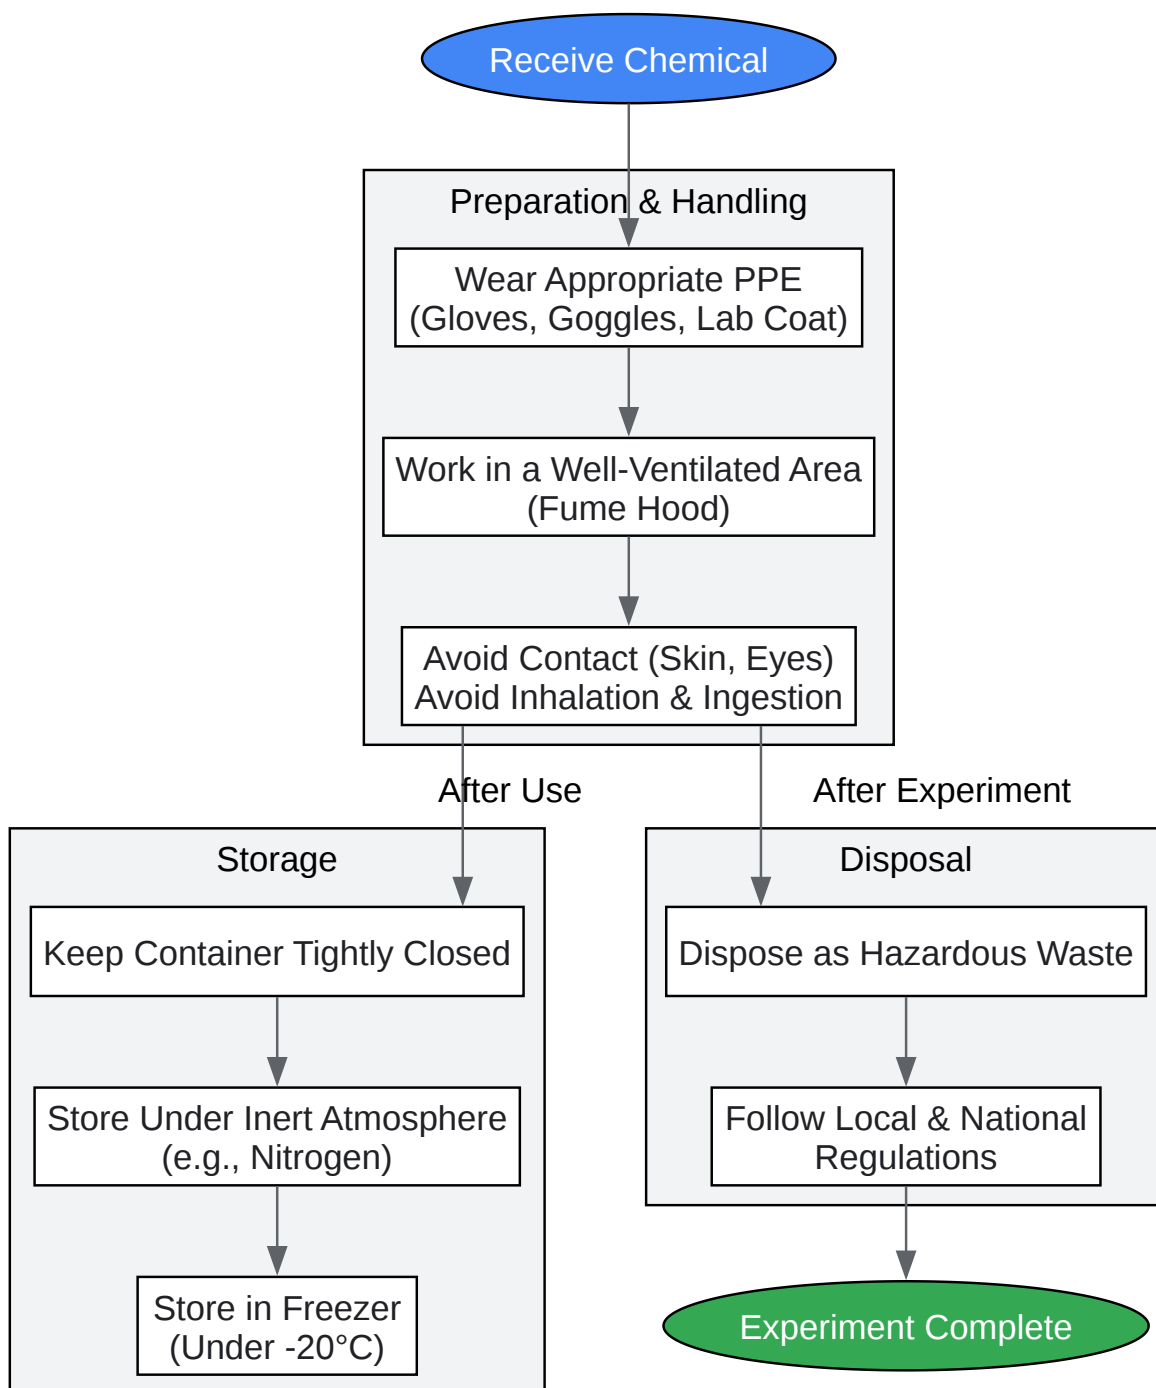 Receive Chemical
Preparation & Handling
Wear Appropriate PPE
(Gloves, Goggles, Lab Coat)
Work in a Well-Ventilated Area
(Fume Hood)
Avoid Contact (Skin, Eyes)
Avoid Inhalation & Ingestion
After Use
After Experiment
Storage
Keep Container Tightly Closed
Store Under Inert Atmosphere
(e.g., Nitrogen)
Store in Freezer
(Under -20°C)
Disposal
Dispose as Hazardous Waste
Follow Local & National
Regulations
Experiment Complete